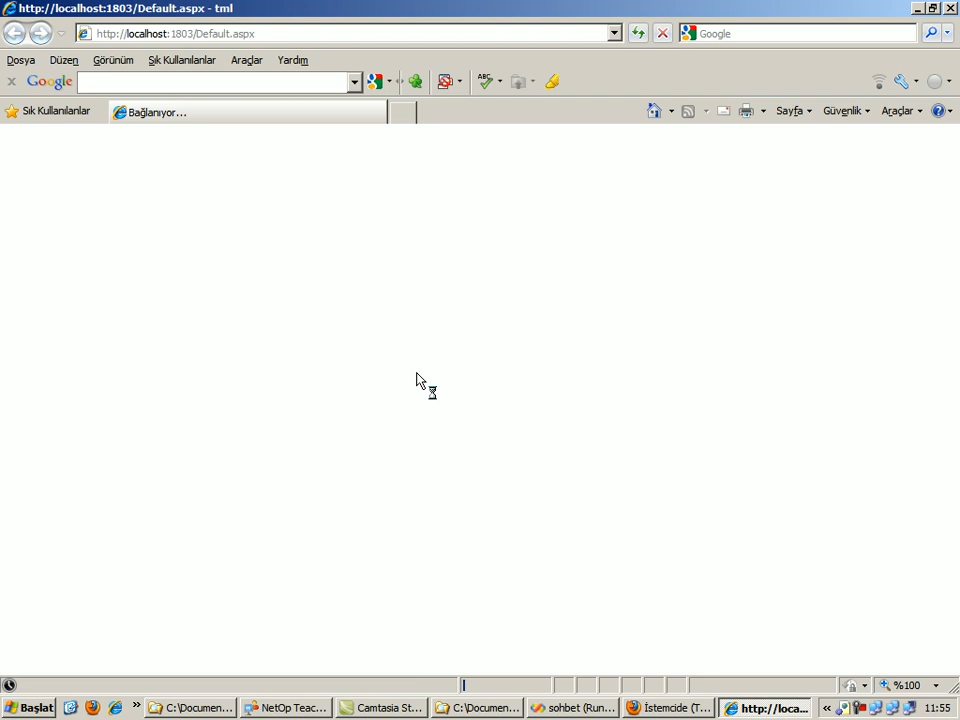 http://localhost:1803/Default.aspx - tml
http://localhost:1803/Default.aspx
Google
Dosya Düzen Görünüm Sık Kullanılanlar Araçlar Yardım
x Google
Sık Kullanılanlar Bağlanıyor... Sayfa Güvenlik Araçlar
%100
Başlat » C:\Documen... NetOp Teac... Camtasia St... C:\Documen... sohbet (Run... İstemcide (T... http://loca... « 11:55